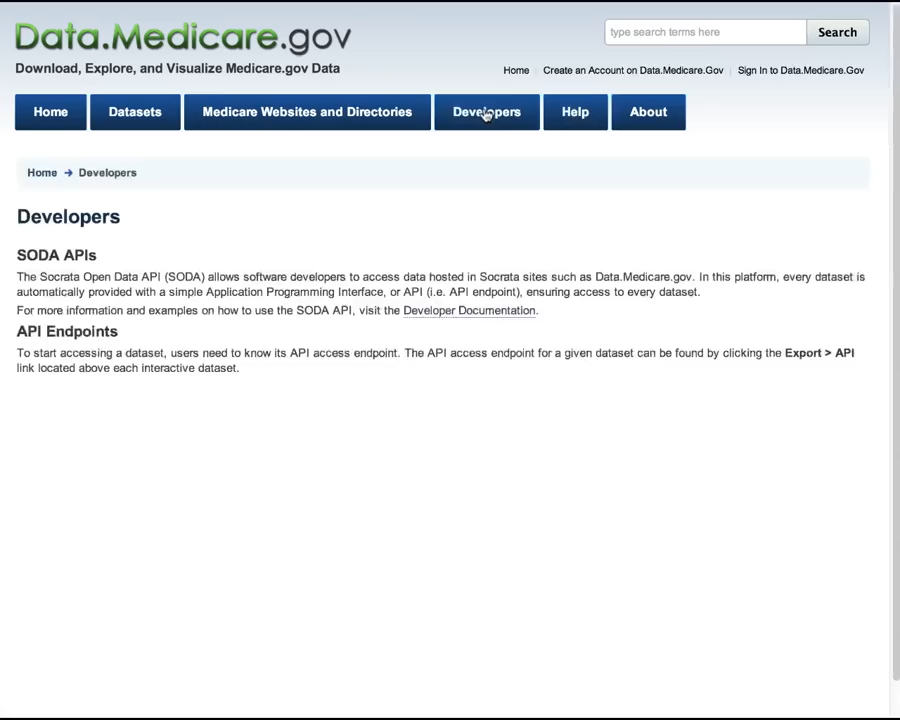 Data.Medicare.gov
Download, Explore, and Visualize Medicare.gov Data
type search terms here
Search
Home
Create an Account on Data.Medicare.Gov
Sign In to Data.Medicare.Gov
Home
Datasets
Medicare Websites and Directories
Developers
Help
About
Home → Developers
Developers
SODA APIs
The Socrata Open Data API (SODA) allows software developers to access data hosted in Socrata sites such as Data.Medicare.gov. In this platform, every dataset is
automatically provided with a simple Application Programming Interface, or API (i.e. API endpoint), ensuring access to every dataset.
For more information and examples on how to use the SODA API, visit the Developer Documentation.
API Endpoints
To start accessing a dataset, users need to know its API access endpoint. The API access endpoint for a given dataset can be found by clicking the Export > API
link located above each interactive dataset.